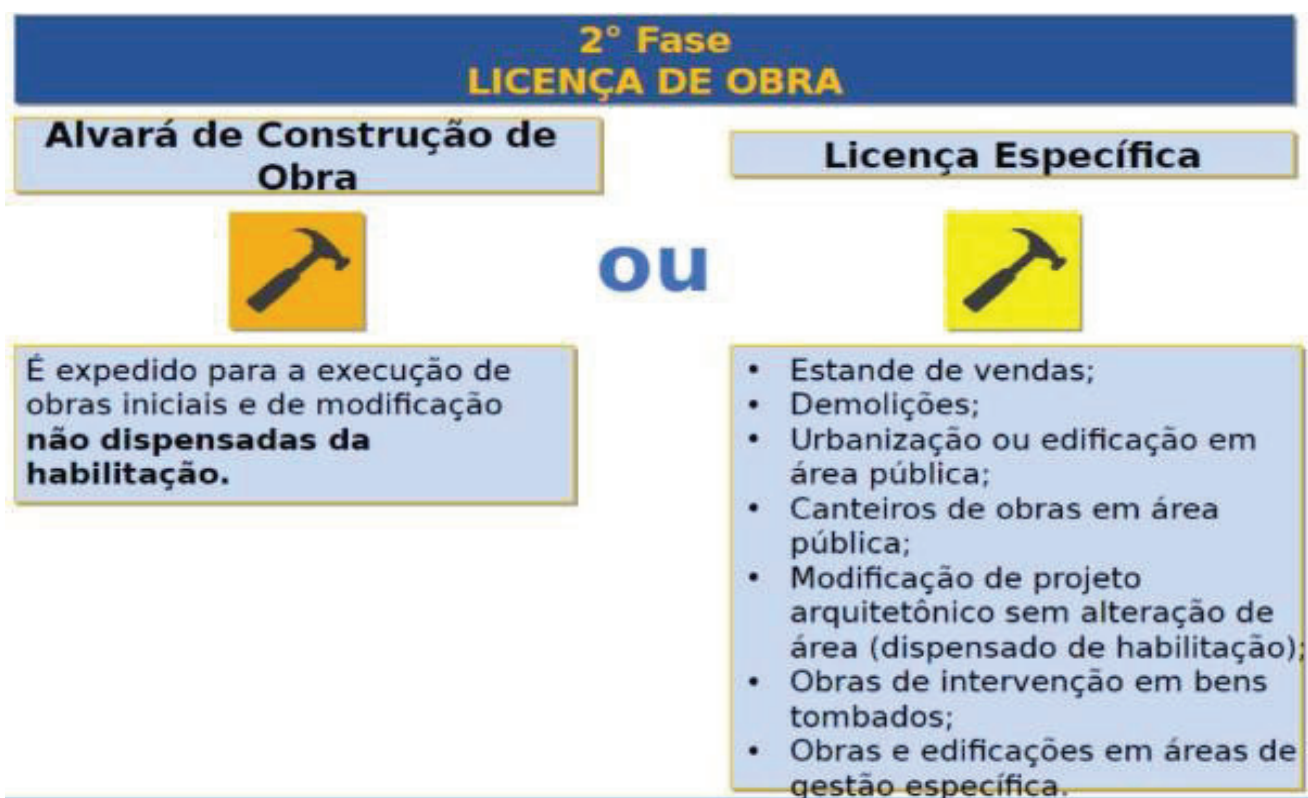 2° Fase
LICENÇA DE OBRA
Alvará de Construção de
Obra
Licença Específica
ou
É expedido para a execução de
obras iniciais e de modificação
não dispensadas da
habilitação.
• Estande de vendas;
• Demolições;
• Urbanização ou edificação em
área pública;
• Canteiros de obras em área
pública;
• Modificação de projeto
arquitetônico sem alteração de
área (dispensado de habilitação);
• Obras de intervenção em bens
tombados;
• Obras e edificações em áreas de
gestão específica.